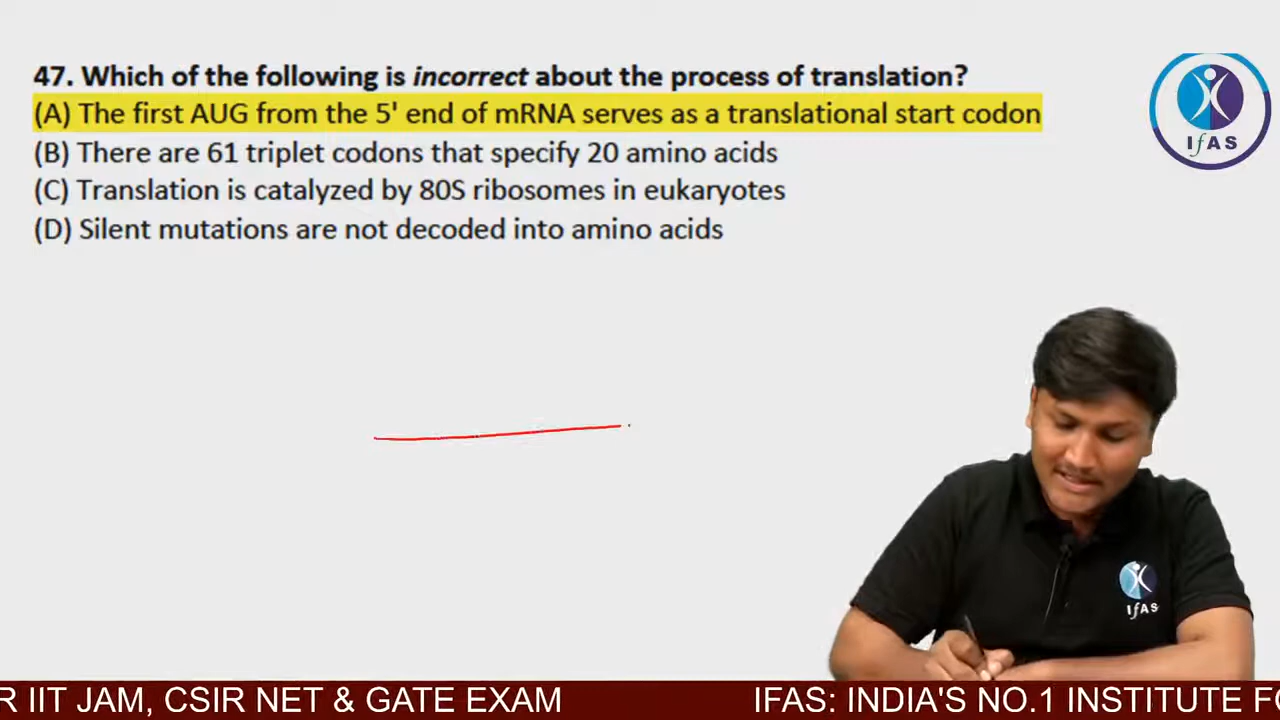 47. Which of the following is incorrect about the process of translation?
(A) The first AUG from the 5' end of mRNA serves as a translational start codon
(B) There are 61 triplet codons that specify 20 amino acids
(C) Translation is catalyzed by 80S ribosomes in eukaryotes
(D) Silent mutations are not decoded into amino acids
IfAS
IfAS
R IIT JAM, CSIR NET & GATE EXAM
IFAS: INDIA'S NO.1 INSTITUTE FO